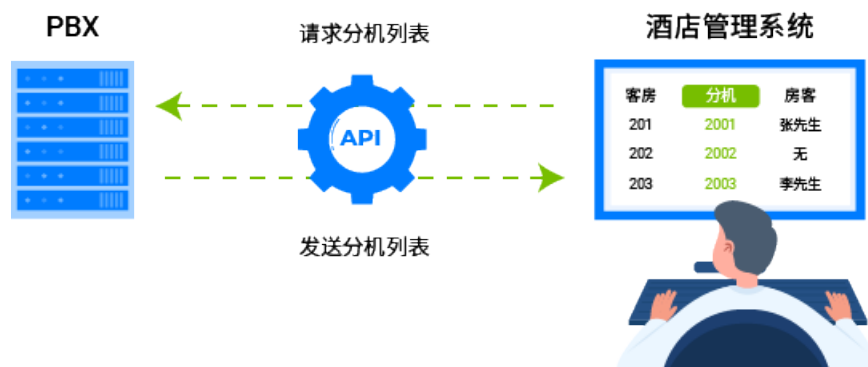 PBX
请求分机列表
酒店管理系统
API
客房 分机 房客
201 2001 张先生
202 2002 无
203 2003 李先生
发送分机列表